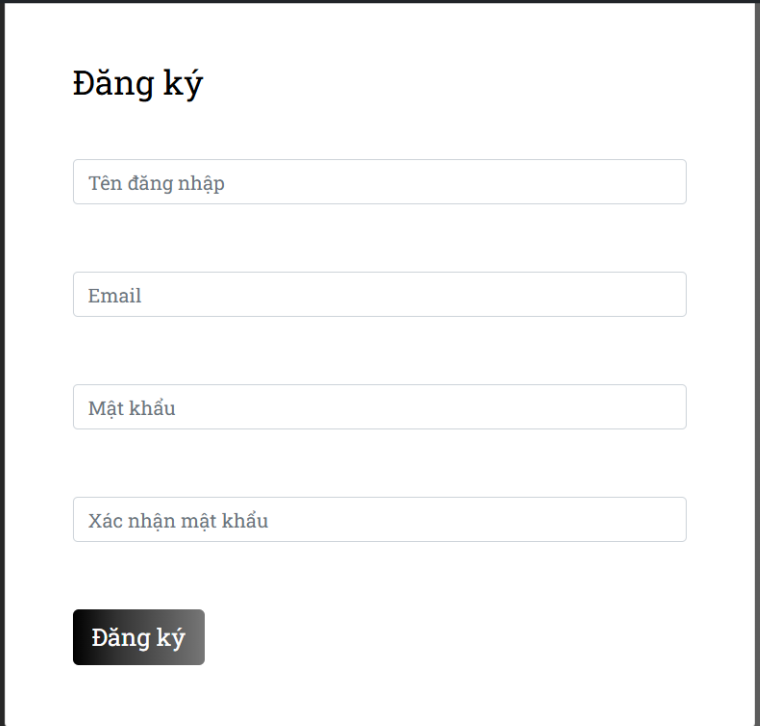 Đăng ký
Tên đăng nhập
Email
Mật khẩu
Xác nhận mật khẩu
Đăng ký